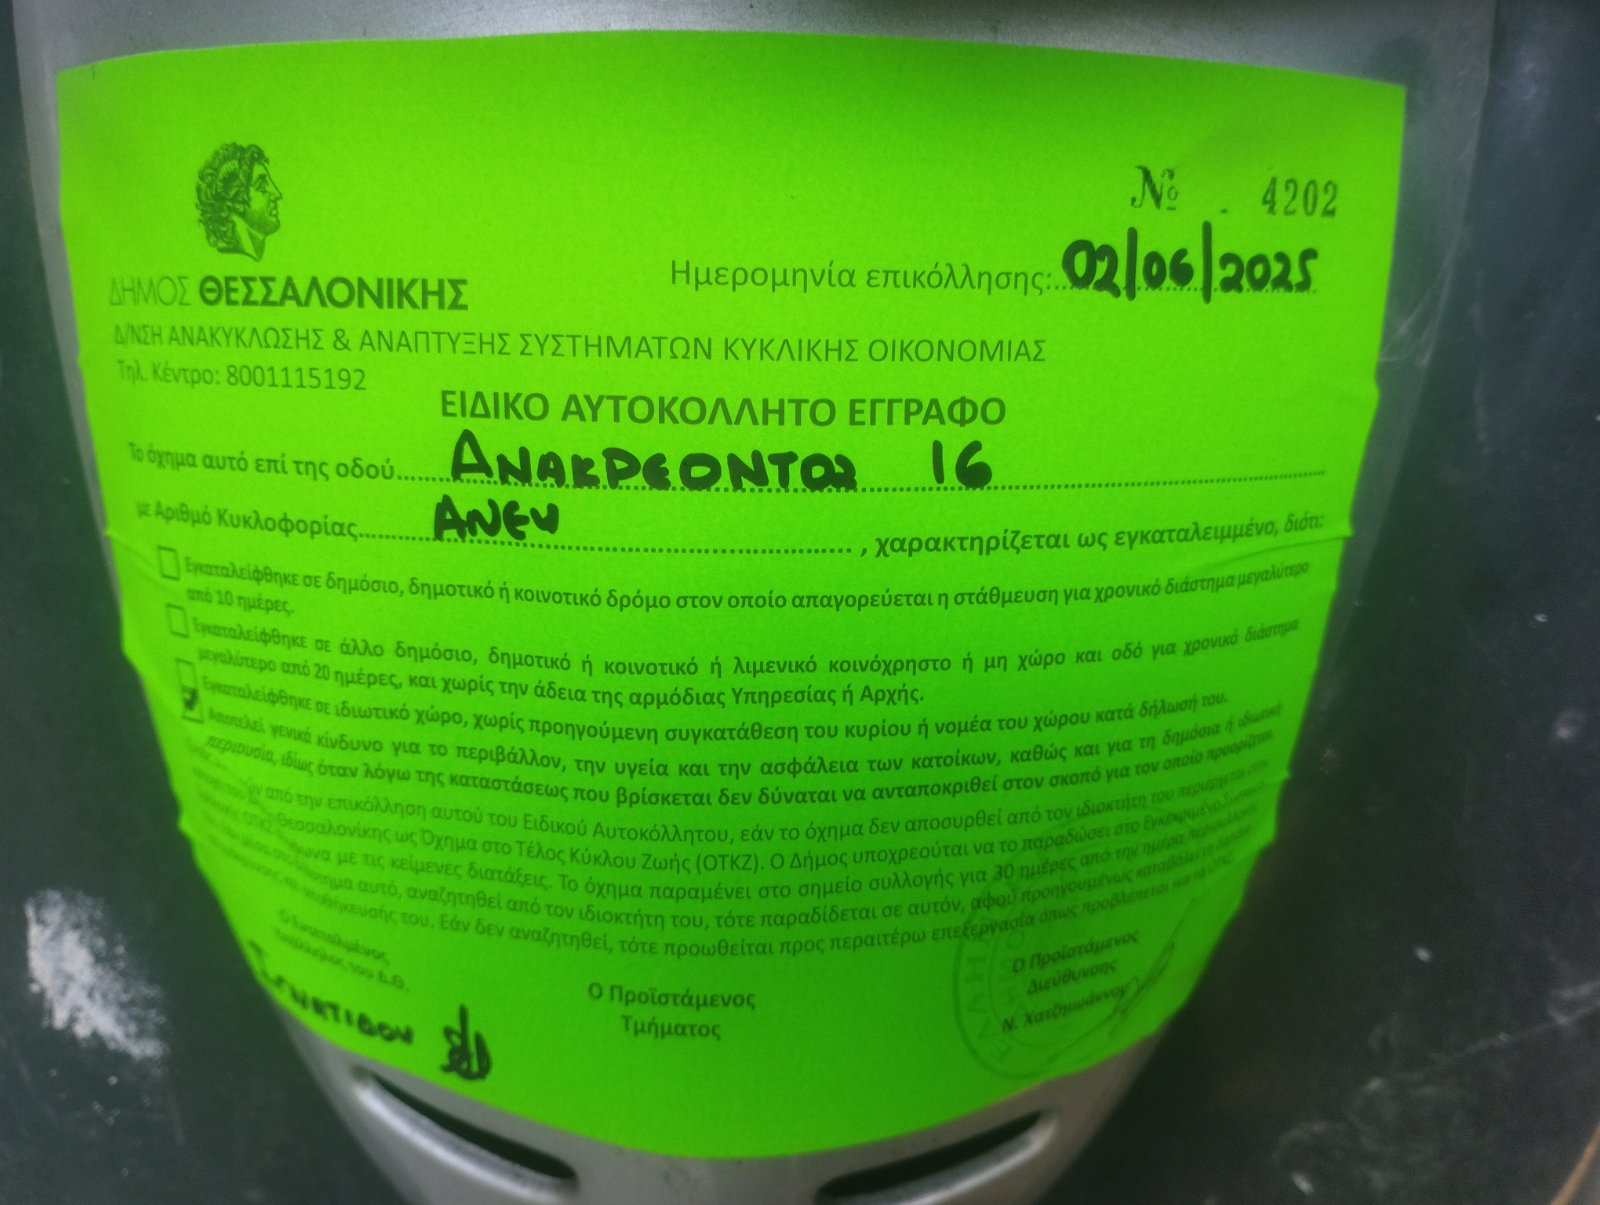 Νο 4202
ΔΗΜΟΣ ΘΕΣΣΑΛΟΝΙΚΗΣ
Ημερομηνία επικόλλησης: 02/06/2025
Δ/ΝΣΗ ΑΝΑΚΥΚΛΩΣΗΣ & ΑΝΑΠΤΥΞΗΣ ΣΥΣΤΗΜΑΤΩΝ ΚΥΚΛΙΚΗΣ ΟΙΚΟΝΟΜΙΑΣ
Τηλ. Κέντρο: 8001115192
ΕΙΔΙΚΟ ΑΥΤΟΚΟΛΛΗΤΟ ΕΓΓΡΑΦΟ
Το όχημα αυτό επί της οδού ΑΝΑΚΡΕΟΝΤΟΣ 16
με Αριθμό Κυκλοφορίας ΑΝΕΥ , χαρακτηρίζεται ως εγκαταλειμμένο, διότι:
Εγκαταλείφθηκε σε δημόσιο, δημοτικό ή κοινοτικό δρόμο στον οποίο απαγορεύεται η στάθμευση για χρονικό διάστημα μεγαλύτερο
από 10 ημέρες.
Εγκαταλείφθηκε σε άλλο δημόσιο, δημοτικό ή κοινοτικό ή λιμενικό κοινόχρηστο ή μη χώρο και οδό για χρονικό διάστημα
μεγαλύτερο από 20 ημέρες, και χωρίς την άδεια της αρμόδιας Υπηρεσίας ή Αρχής.
Εγκαταλείφθηκε σε ιδιωτικό χώρο, χωρίς προηγούμενη συγκατάθεση του κυρίου ή νομέα του χώρου κατά δήλωσή του.
Αποτελεί γενικά κίνδυνο για το περιβάλλον, την υγεία και την ασφάλεια των κατοίκων, καθώς και για τη δημόσια ή ιδιωτική
περιουσία, ιδίως όταν λόγω της καταστάσεως που βρίσκεται δεν δύναται να ανταποκριθεί στον σκοπό για τον οποίο προορίζεται.
από την επικόλληση αυτού του Ειδικού Αυτοκόλλητου, εάν το όχημα δεν αποσυρθεί από τον ιδιοκτήτη του περιέρχεται
Θεσσαλονίκης ως Όχημα στο Τέλος Κύκλου Ζωής (ΟΤΚΖ). Ο Δήμος υποχρεούται να το παραδώσει στο εγκεκριμένο
ΟΤΚΖ με τις κείμενες διατάξεις. Το όχημα παραμένει στο σημείο συλλογής για 30 ημέρες από την ημέρα
αυτό, αναζητηθεί από τον ιδιοκτήτη του, τότε παραδίδεται σε αυτόν, αφού προηγουμένως καταβάλει
του. Εάν δεν αναζητηθεί, τότε προωθείται προς περαιτέρω επεξεργασία όπως προβλέπεται για τα ΟΤΚΖ.
Ο Προϊστάμενος
Τμήματος
Ο Προϊστάμενος
Διεύθυνσης
Ν. Χατζηιωάννου